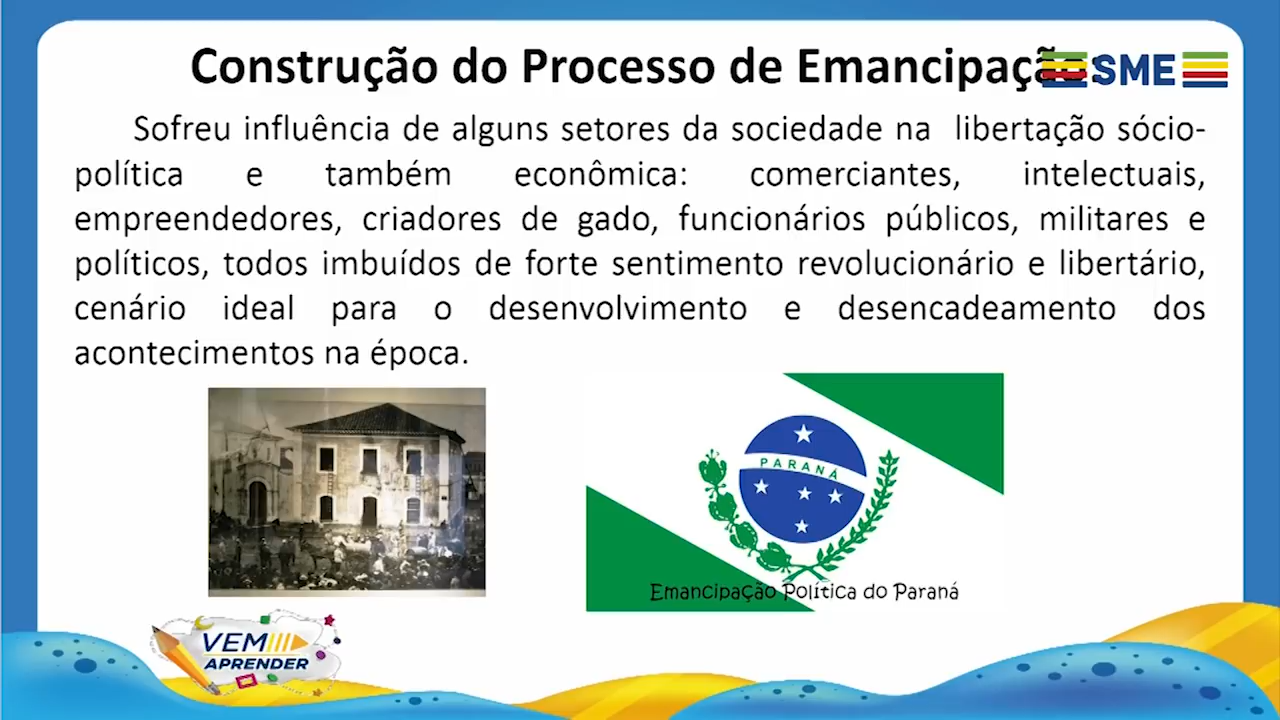 Construção do Processo de Emancipação
SME
Sofreu influência de alguns setores da sociedade na libertação sócio-
política e também econômica: comerciantes, intelectuais,
empreendedores, criadores de gado, funcionários públicos, militares e
políticos, todos imbuídos de forte sentimento revolucionário e libertário,
cenário ideal para o desenvolvimento e desencadeamento dos
acontecimentos na época.
PARANÁ
Emancipação Política do Paraná
VEM
APRENDER